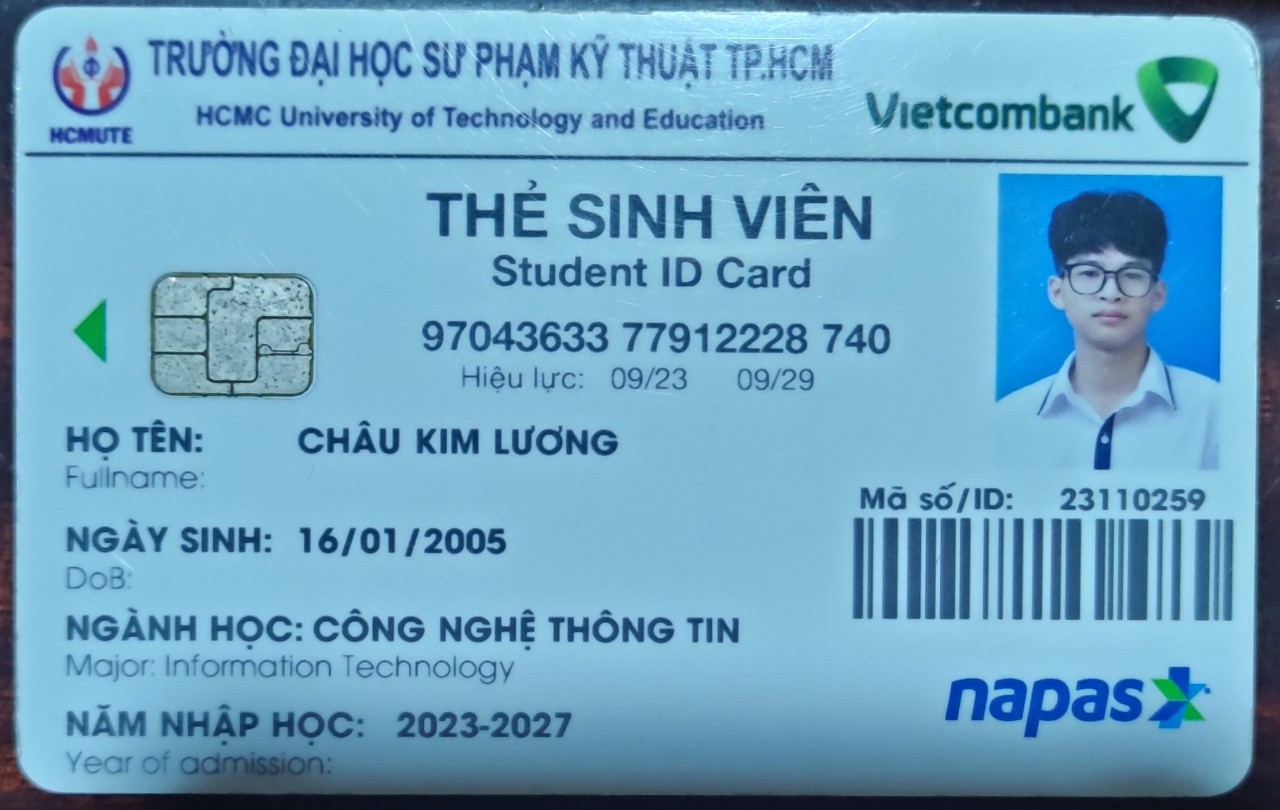 TRƯỜNG ĐẠI HỌC SƯ PHẠM KỸ THUẬT TP.HCM
HCMUTE
HCMC University of Technology and Education
Vietcombank
THẺ SINH VIÊN
Student ID Card
97043633 77912228 740
Hiệu lực: 09/23 09/29
HỌ TÊN: CHÂU KIM LƯƠNG
Fullname:
Mã số/ID: 23110259
NGÀY SINH: 16/01/2005
DoB:
NGÀNH HỌC: CÔNG NGHỆ THÔNG TIN
Major: Information Technology
napas
NĂM NHẬP HỌC: 2023-2027
Year of admission: